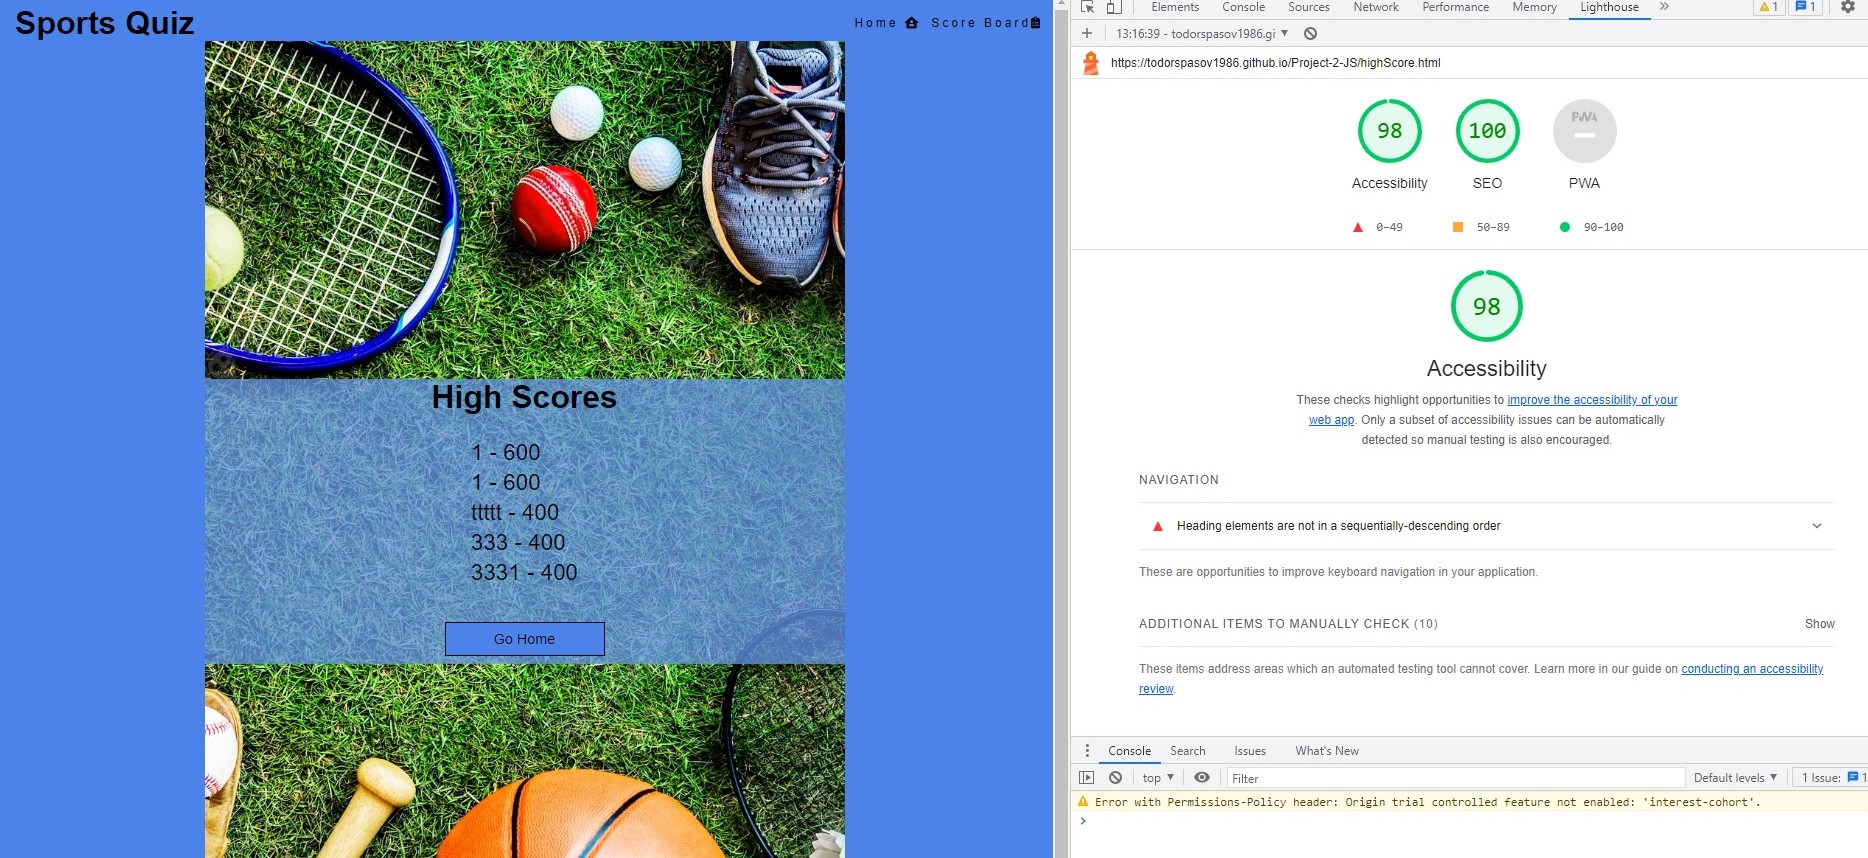 Sports Quiz
Home Score Board
High Scores
1 - 600
1 - 600
ttttt - 400
333 - 400
3331 - 400
Go Home
Elements Console Sources Network Performance Memory Lighthouse » 1 1
13:16:39 - todorspasov1986.gi ▼
https://todorspasov1986.github.io/Project-2-JS/highScore.html
98 100 PWA
Accessibility SEO PWA
0–49 50–89 90–100
98
Accessibility
These checks highlight opportunities to improve the accessibility of your
web app. Only a subset of accessibility issues can be automatically
detected so manual testing is also encouraged.
NAVIGATION
Heading elements are not in a sequentially-descending order
These are opportunities to improve keyboard navigation in your application.
ADDITIONAL ITEMS TO MANUALLY CHECK (10) Show
These items address areas which an automated testing tool cannot cover. Learn more in our guide on conducting an accessibility
review.
Console Search Issues What's New
top ▼ Filter Default levels ▼ 1 Issue: 1
Error with Permissions-Policy header: Origin trial controlled feature not enabled: 'interest-cohort'.